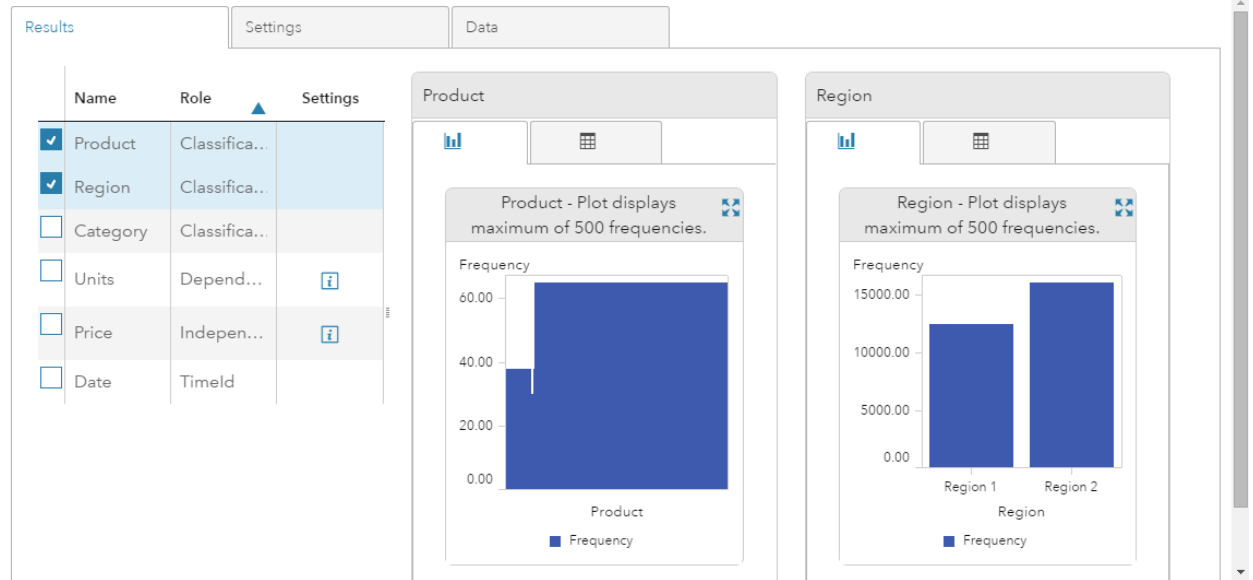 Results
Settings
Data
Name Role Settings
Product Classifica...
Region Classifica...
Category Classifica...
Units Depend...
Price Indepen...
Date TimeId
Product
Product - Plot displays
maximum of 500 frequencies.
Frequency
60.00
40.00
20.00
0.00
Product
Frequency
Region
Region - Plot displays
maximum of 500 frequencies.
Frequency
15000.00
10000.00
5000.00
0.00
Region 1 Region 2
Region
Frequency